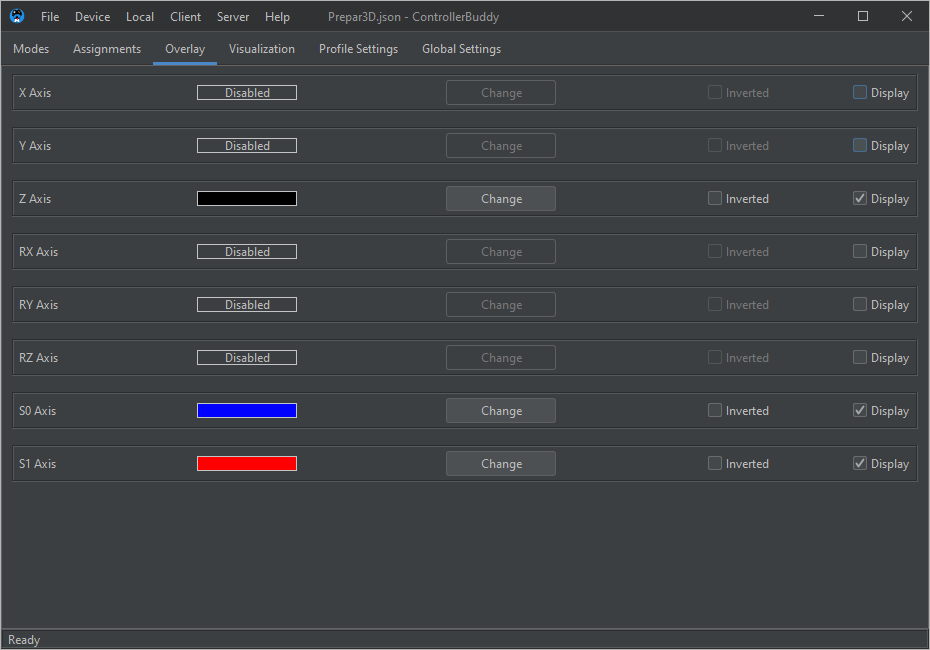 File Device Local Client Server Help Prepar3D.json - ControllerBuddy
Modes Assignments Overlay Visualization Profile Settings Global Settings
X Axis Disabled Change Inverted Display
Y Axis Disabled Change Inverted Display
Z Axis Change Inverted Display
RX Axis Disabled Change Inverted Display
RY Axis Disabled Change Inverted Display
RZ Axis Disabled Change Inverted Display
S0 Axis Change Inverted Display
S1 Axis Change Inverted Display
Ready